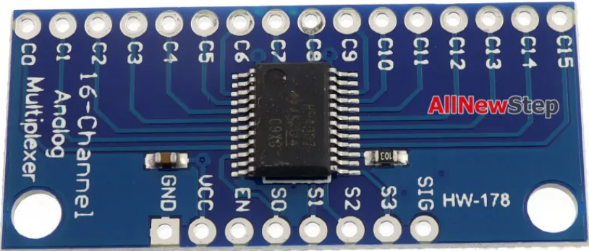 C0 C1 C2 C3 C4 C5 C6 C7 C8 C9 C10 C11 C12 C13 C14 C15
16-Channel
Analog
Multiplexer
AllNewStep
103
GND VCC EN S0 S1 S2 S3 SIG
HW-178